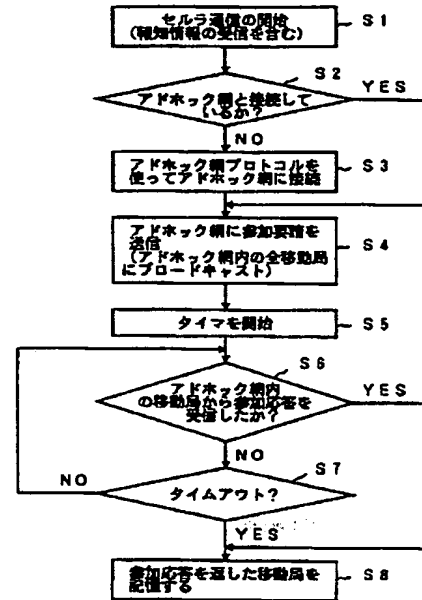 セルラ通信の開始
(報知情報の受信を含む)
S1
S2
アドホック網と接続して
いるか?
YES
NO
アドホック網プロトコルを
使ってアドホック網に接続
S3
アドホック網に参加要請を
送信
(アドホック網内の全移動局
にブロードキャスト)
S4
タイマを開始
S5
S6
アドホック網内
の移動局から参加応答を
受信したか?
YES
NO
S7
NO
タイムアウト?
YES
参加応答を返した移動局を
記憶する
S8